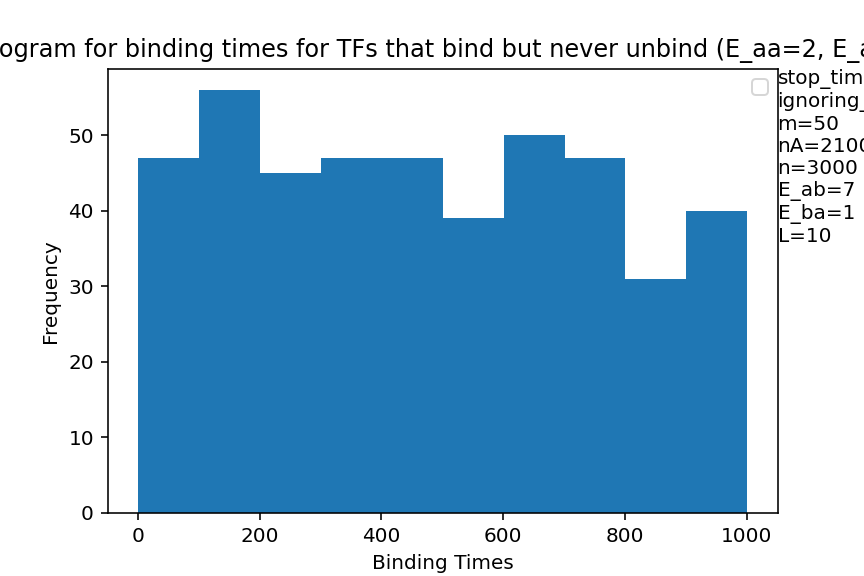 ogram for binding times for TFs that bind but never unbind (E_aa=2, E_a
stop_tim
ignoring_
m=50
nA=2100
n=3000
E_ab=7
E_ba=1
L=10
50
40
30
20
10
0
Frequency
0 200 400 600 800 1000
Binding Times